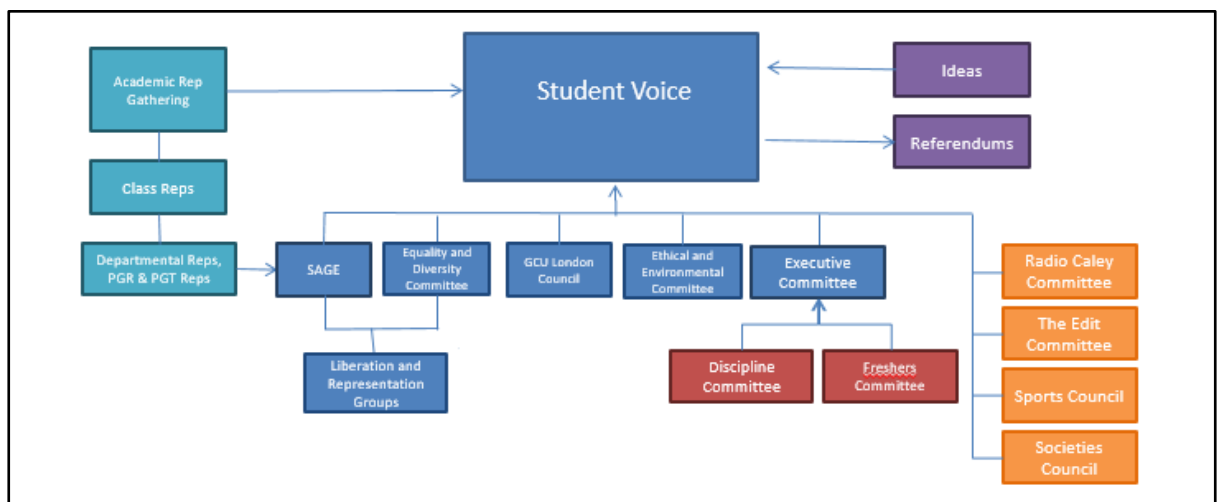 Academic Rep
Gathering
Student Voice
Ideas
Referendums
Class Reps
Departmental Reps,
PGR & PGT Reps
SAGE
Equality and
Diversity
Committee
GCU London
Council
Ethical and
Environmental
Committee
Executive
Committee
Radio Caley
Committee
The Edit
Committee
Liberation and
Representation
Groups
Discipline
Committee
Freshers
Committee
Sports Council
Societies
Council